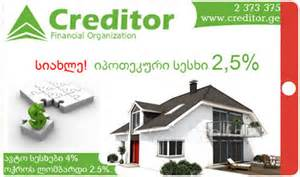 Creditor
Financial Organization
2 373 375
www.creditor.ge
სიახლე! იპოთეკური სესხი 2,5%
ავტო სესხები 4%
ოქროს ლომბარდი 2.5%